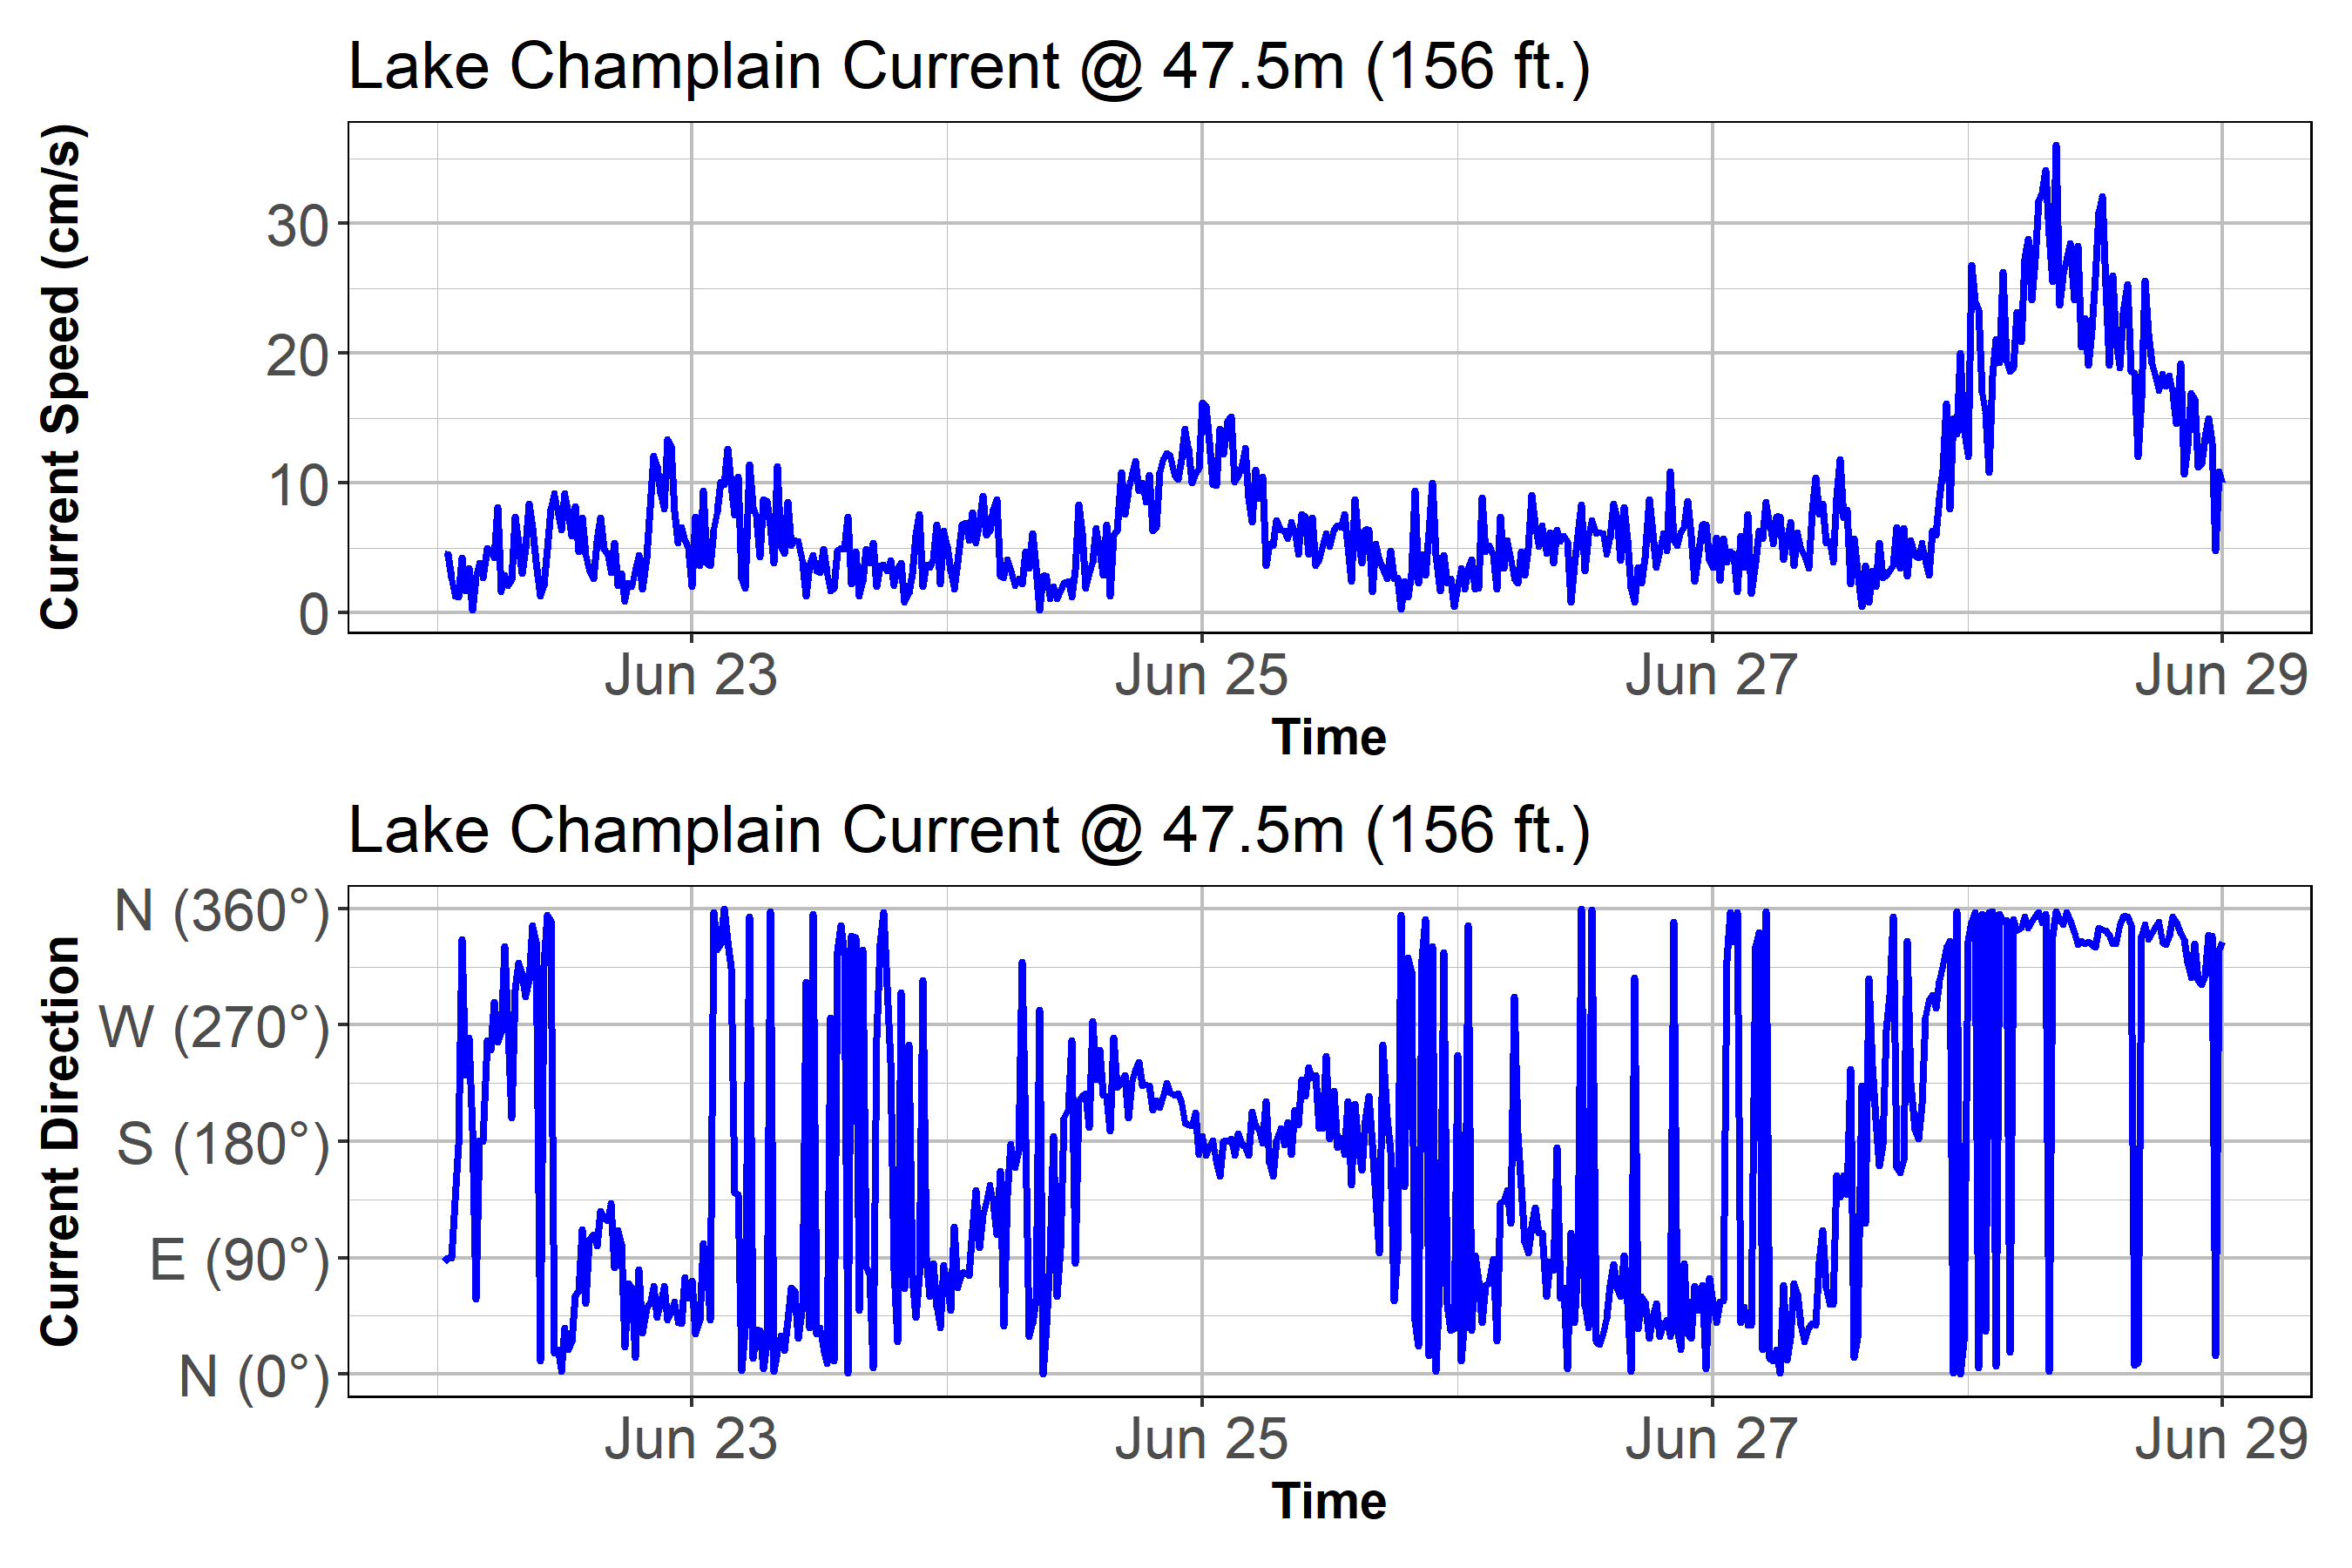 Lake Champlain Current @ 47.5m (156 ft.)
Current Speed (cm/s)
30
20
10
0
Jun 23 Jun 25 Jun 27 Jun 29
Time
Lake Champlain Current @ 47.5m (156 ft.)
Current Direction
N (360°)
W (270°)
S (180°)
E (90°)
N (0°)
Jun 23 Jun 25 Jun 27 Jun 29
Time